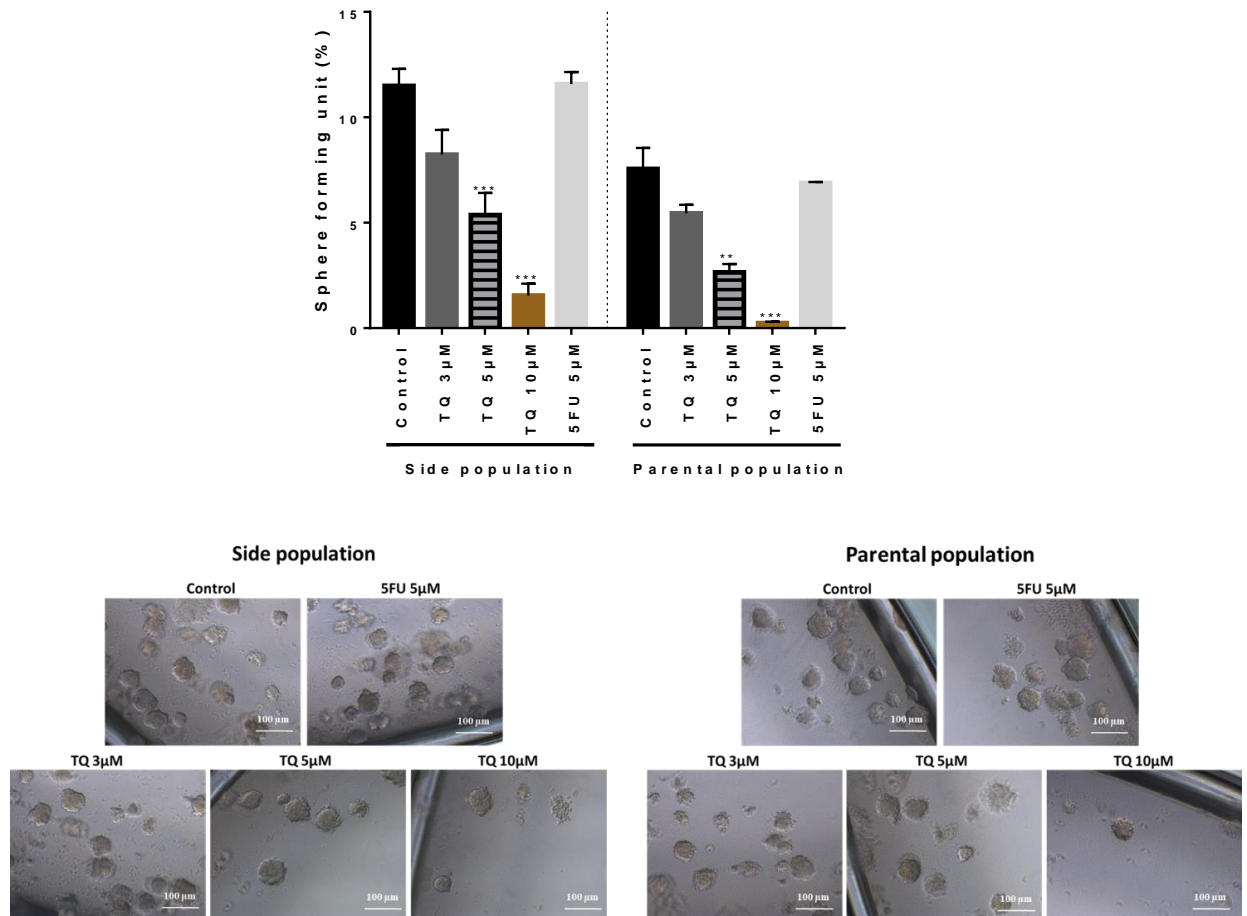 15
10
5
0
Sphere forming unit (%)
***
***
**
***
Control
TQ 3µM
TQ 5µM
TQ 10µM
5FU 5µM
Control
TQ 3µM
TQ 5µM
TQ 10µM
5FU 5µM
Side population
Parental population
Side population
Control
5FU 5µM
100 µm
100 µm
TQ 3µM
TQ 5µM
TQ 10µM
100 µm
100 µm
100 µm
Parental population
Control
5FU 5µM
100 µm
100 µm
TQ 3µM
TQ 5µM
TQ 10µM
100 µm
100 µm
100 µm